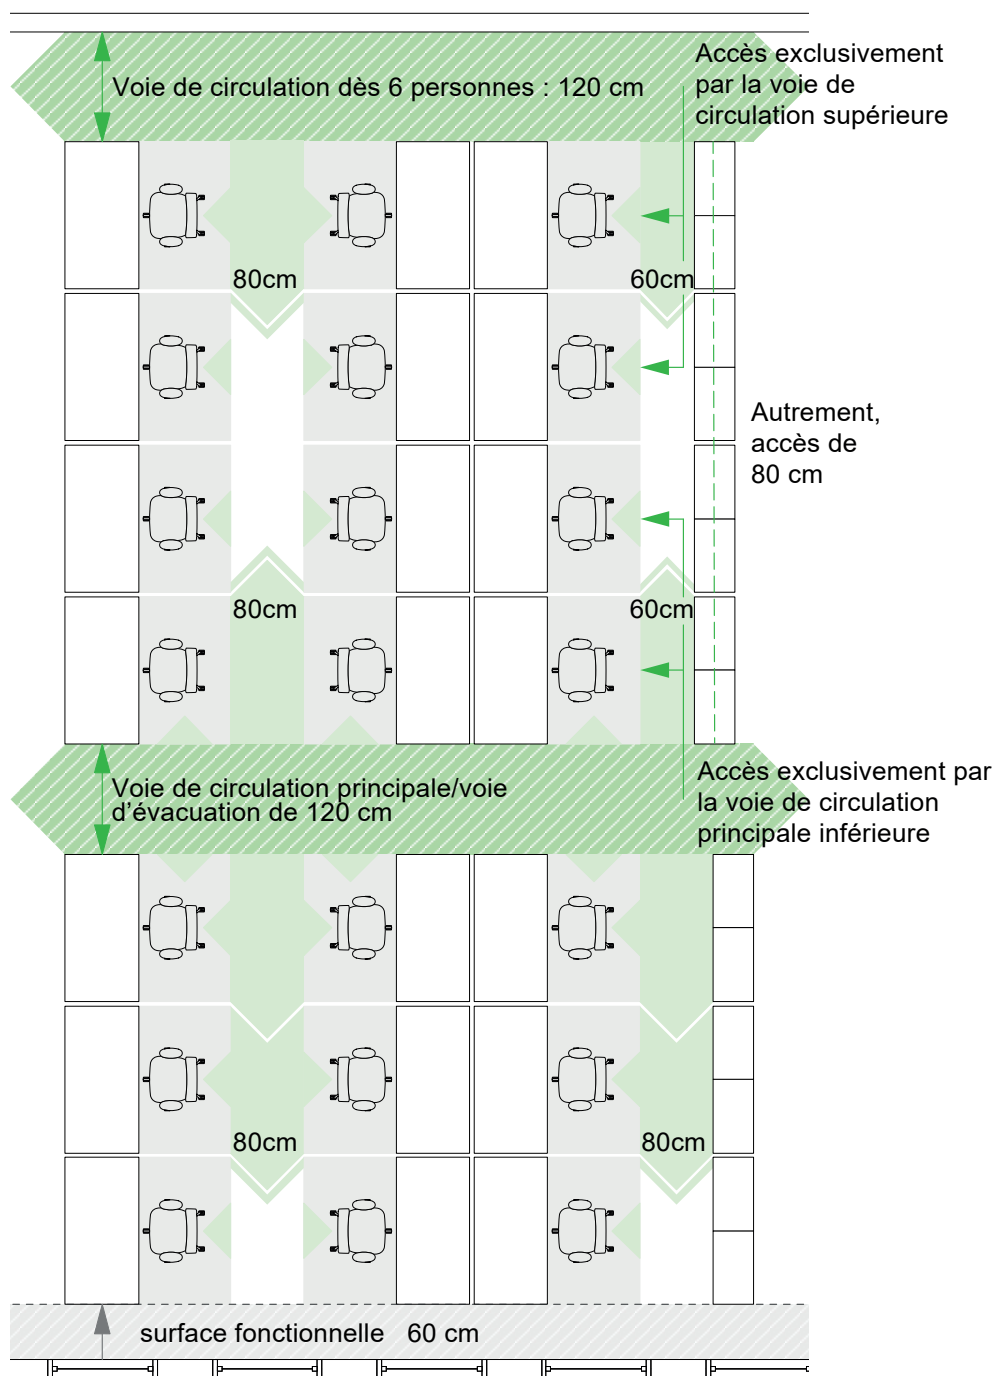 Voie de circulation dès 6 personnes : 120 cm
Accès exclusivement
par la voie de
circulation supérieure
80cm
60cm
Autrement,
accès de
80 cm
80cm
60cm
Voie de circulation principale/voie
d’évacuation de 120 cm
Accès exclusivement par
la voie de circulation
principale inférieure
80cm
80cm
surface fonctionnelle 60 cm